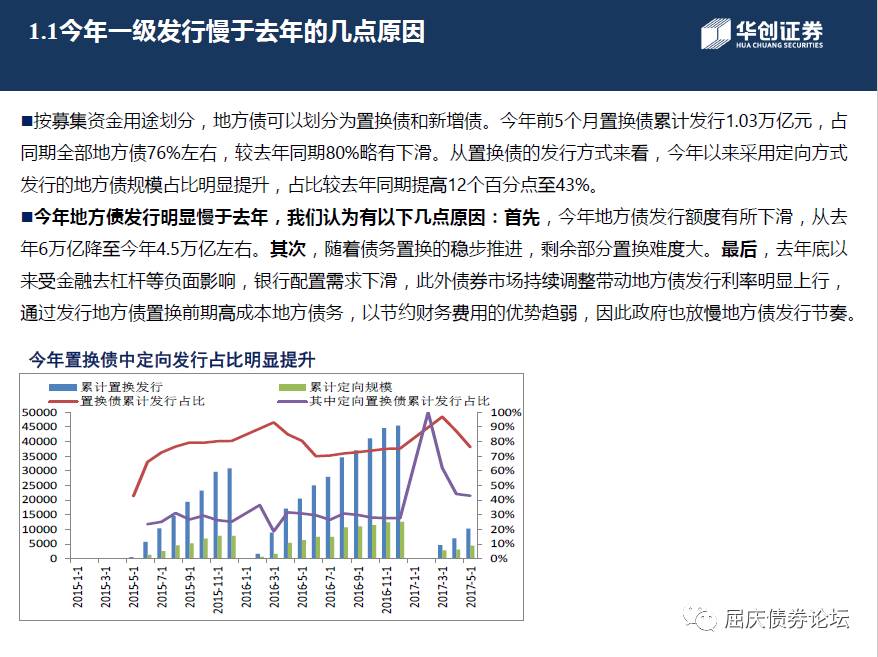 1.1今年一级发行慢于去年的几点原因
华创证券
HUA CHUANG SECURITIES
■按募集资金用途划分，地方债可以划分为置换债和新增债。今年前5个月置换债累计发行1.03万亿元，占
同期全部地方债76%左右，较去年同期80%略有下滑。从置换债的发行方式来看，今年以来采用定向方式
发行的地方债规模占比明显提升，占比较去年同期提高12个百分点至43%。
■今年地方债发行明显慢于去年，我们认为有以下几点原因：首先，今年地方债发行额度有所下滑，从去
年6万亿降至今年4.5万亿左右。其次，随着债务置换的稳步推进，剩余部分置换难度大。最后，去年底以
来受金融去杠杆等负面影响，银行配置需求下滑，此外债券市场持续调整带动地方债发行利率明显上行，
通过发行地方债置换前期高成本地方债务，以节约财务费用的优势趋弱，因此政府也放慢地方债发行节奏。
今年置换债中定向发行占比明显提升
累计置换发行 累计定向规模
置换债累计发行占比 其中定向置换债累计发行占比
50000 100%
45000 90%
40000 80%
35000 70%
30000 60%
25000 50%
20000 40%
15000 30%
10000 20%
5000 10%
0 0%
2015-1-1 2015-3-1 2015-5-1 2015-7-1 2015-9-1 2015-11-1 2016-1-1 2016-3-1 2016-5-1 2016-7-1 2016-9-1 2016-11-1 2017-1-1 2017-3-1 2017-5-1
屈庆债券论坛